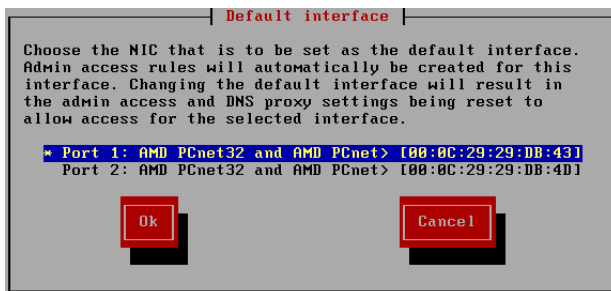 Default interface
Choose the NIC that is to be set as the default interface.
Admin access rules will automatically be created for this
interface. Changing the default interface will result in
the admin access and DNS proxy settings being reset to
allow access for the selected interface.
* Port 1: AMD PCnet32 and AMD PCnet> [00:0C:29:29:DB:43]
Port 2: AMD PCnet32 and AMD PCnet> [00:0C:29:29:DB:4D]
Ok Cancel